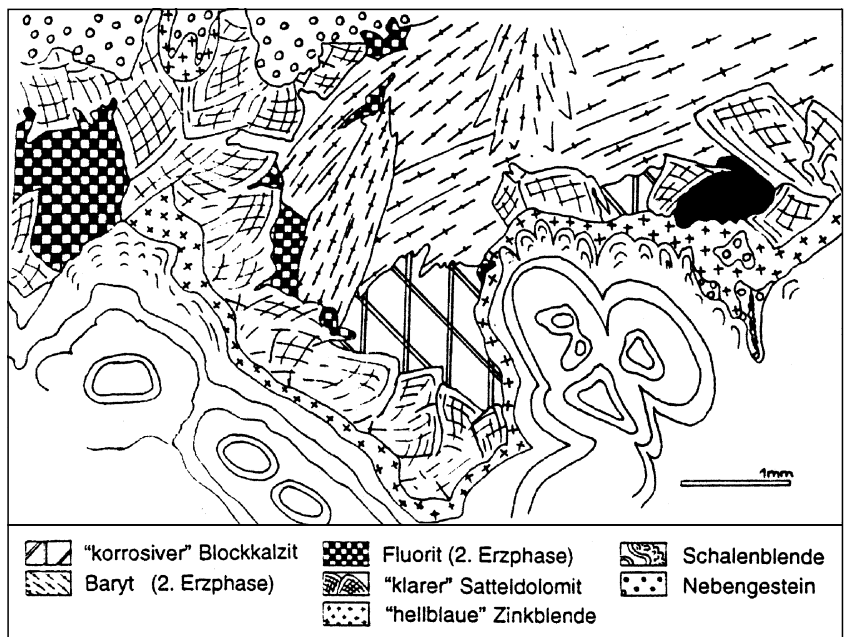 1mm
"korrosiver" Blockkalzit
Baryt (2. Erzphase)
Fluorit (2. Erzphase)
"klarer" Satteldolomit
"hellblaue" Zinkblende
Schalenblende
Nebengestein